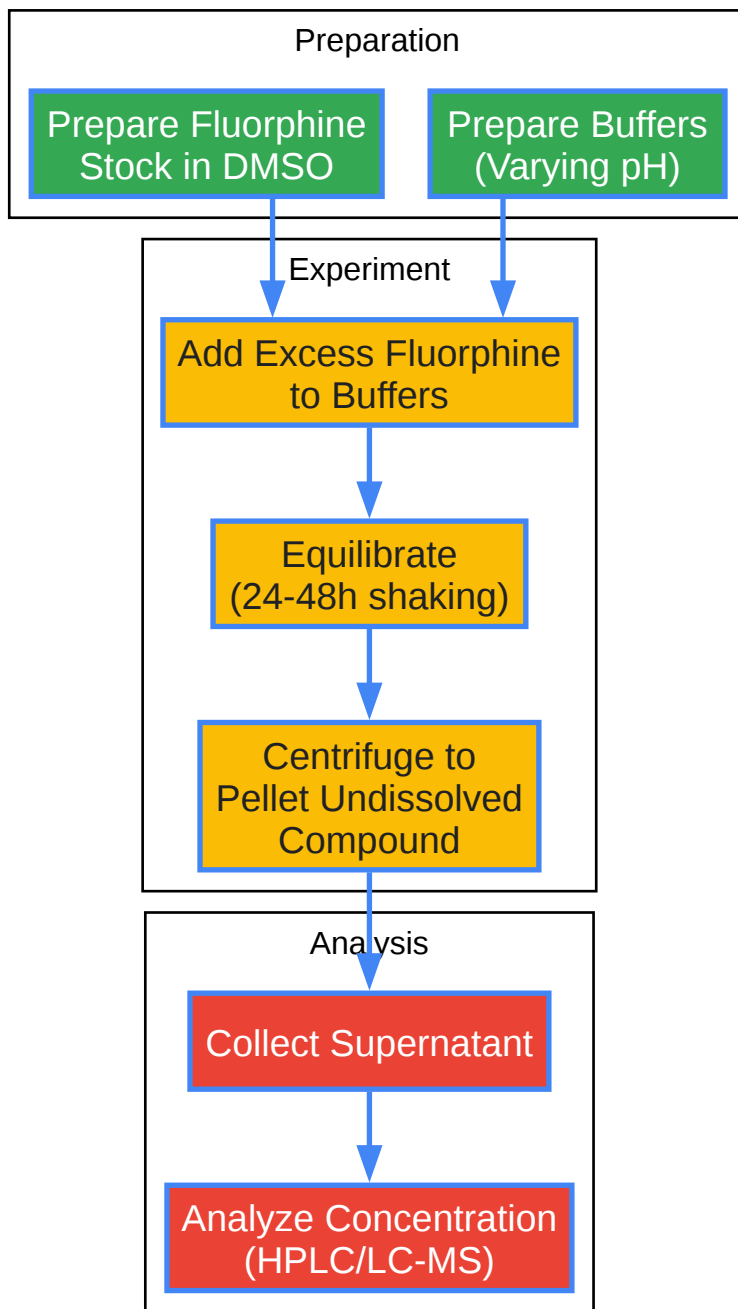 Preparation
Prepare Fluorphine
Stock in DMSO
Prepare Buffers
(Varying pH)
Experiment
Add Excess Fluorphine
to Buffers
Equilibrate
(24-48h shaking)
Centrifuge to
Pellet Undissolved
Compound
Analysis
Collect Supernatant
Analyze Concentration
(HPLC/LC-MS)